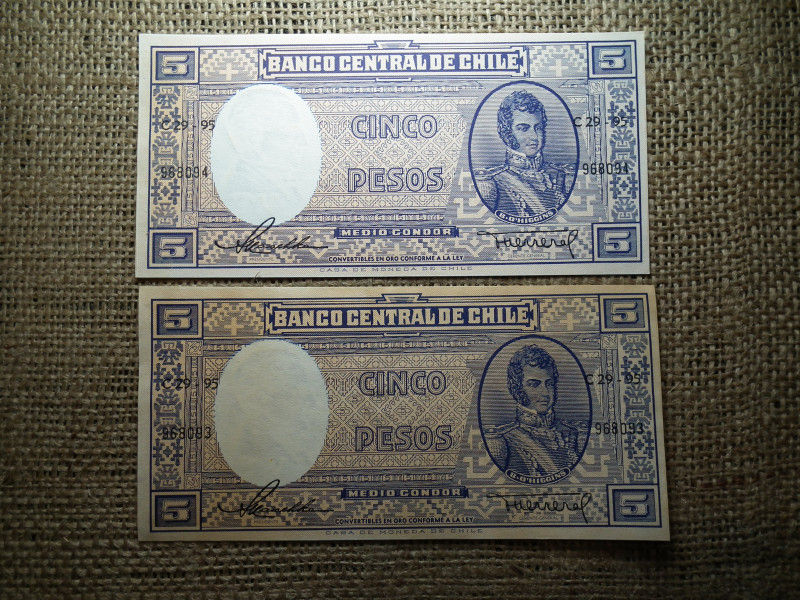 5 BANCO CENTRAL DE CHILE 5
CINCO
C 29 - 95 C 29 - 95
968094 PESOS 968094
B. O'HIGGINS
5 MEDIO CONDOR 5
CONVERTIBLES EN ORO CONFORME A LA LEY
CASA DE MONEDA DE CHILE
5 BANCO CENTRAL DE CHILE 5
CINCO
C 29 - 95 C 29 - 95
968093 PESOS 968093
B. O'HIGGINS
5 MEDIO CONDOR 5
CONVERTIBLES EN ORO CONFORME A LA LEY
CASA DE MONEDA DE CHILE